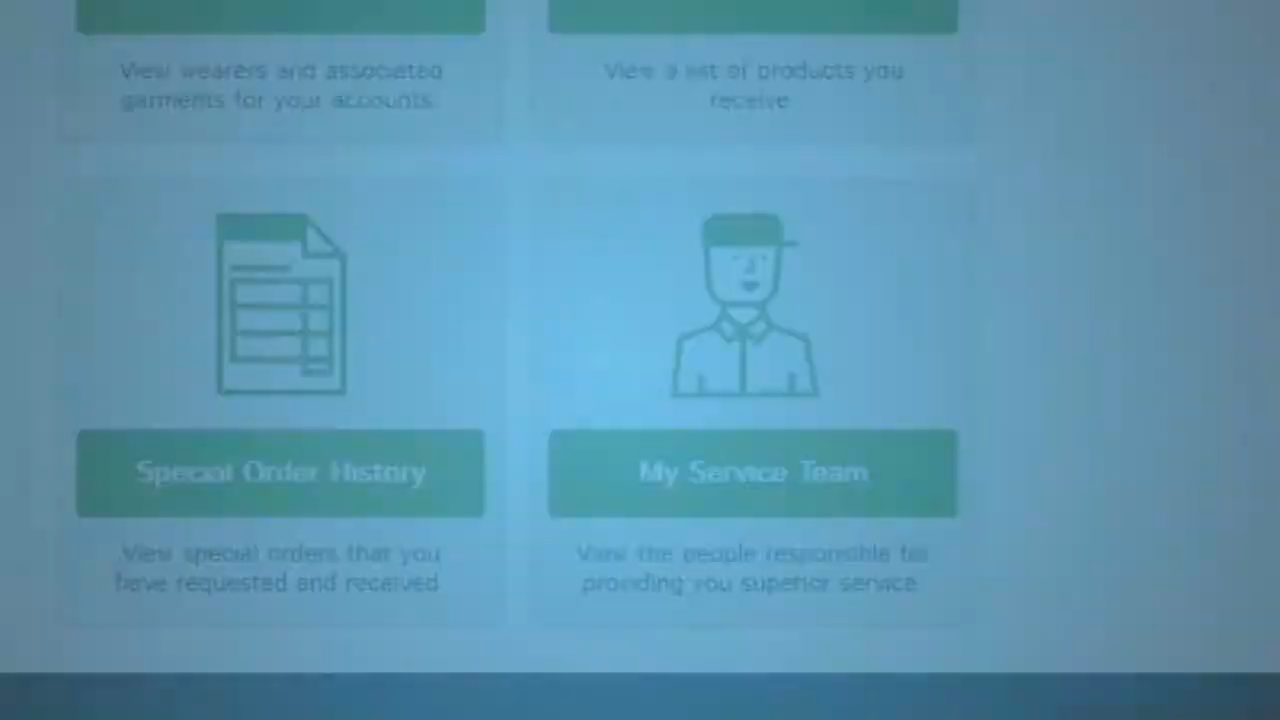 View wearers and associated
garments for your accounts.
View a list of products you
receive
Special Order History
My Service Team
View special orders that you
have requested and received
View the people responsible for
providing you superior service